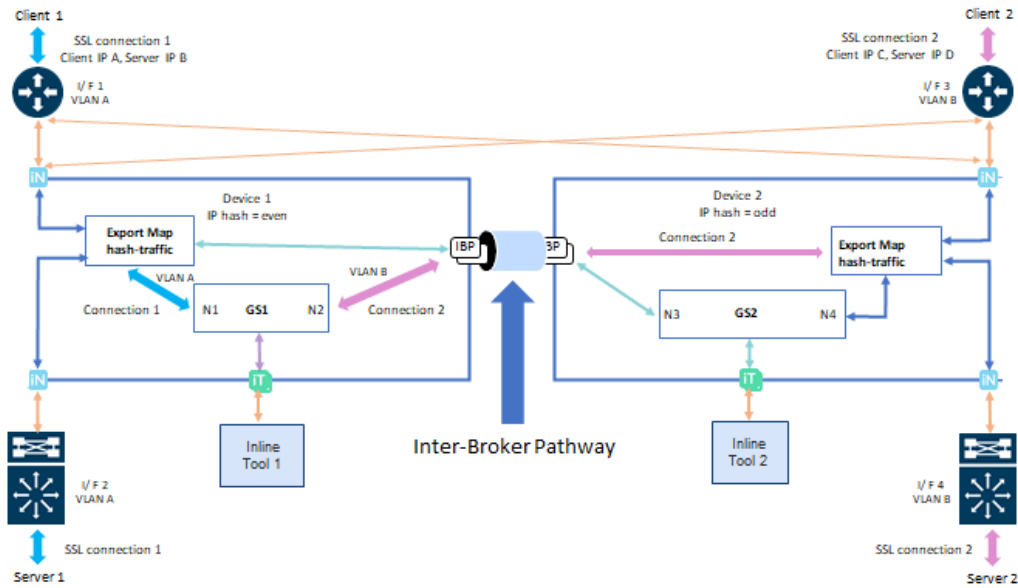 Client 1
Client 2
SSL connection 1
Client IP A, Server IP B
SSL connection 2
Client IP C, Server IP D
I/ F 1
VLAN A
I/ F 3
VLAN B
iN
iN
Device 1
IP hash = even
Device 2
IP hash = odd
Export Map
hash-traffic
IBP
BP
Connection 2
Export Map
hash-traffic
VLAN A
VLAN B
Connection 1
N1 GS1 N2
Connection 2
N3 GS2 N4
iN
iT
iT
iN
Inline
Tool 1
Inter-Broker Pathway
Inline
Tool 2
I/ F 2
VLAN A
I/ F 4
VLAN B
SSL connection 1
SSL connection 2
Server 1
Server 2